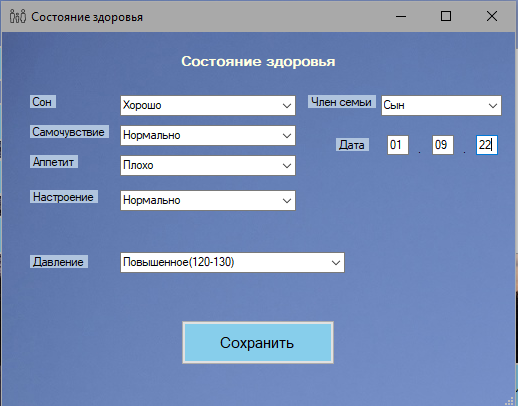 Состояние здоровья
Состояние здоровья
Сон Хорошо Член семьи Сын
Самочувствие Нормально Дата 01 . 09 . 22
Аппетит Плохо
Настроение Нормально
Давление Повышенное(120-130)
Сохранить